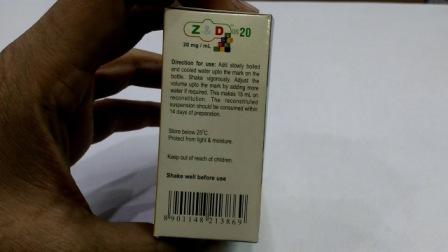 Z & D DS 20
20 mg / mL
Direction for use: Add slowly boiled
and cooled water upto the mark on the
bottle. Shake vigorously. Adjust the
volume upto the mark by adding more
water if required. This makes 15 mL on
reconstitution. The reconstituted
suspension should be consumed within
14 days of preparation.
Store below 25°C.
Protect from light & moisture.
Keep out of reach of children.
Shake well before use
8 901148 213869